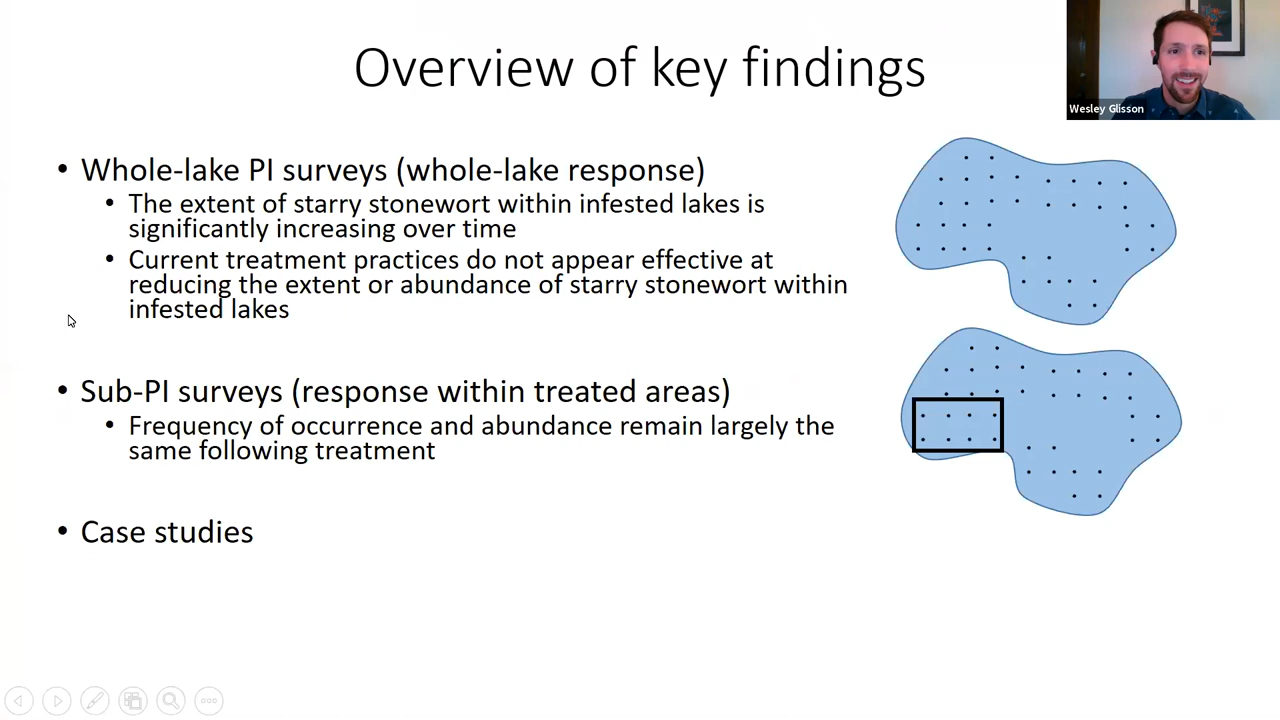 Overview of key findings
Wesley Glisson
• Whole-lake PI surveys (whole-lake response)
• The extent of starry stonewort within infested lakes is
significantly increasing over time
• Current treatment practices do not appear effective at
reducing the extent or abundance of starry stonewort within
infested lakes
• Sub-PI surveys (response within treated areas)
• Frequency of occurrence and abundance remain largely the
same following treatment
• Case studies